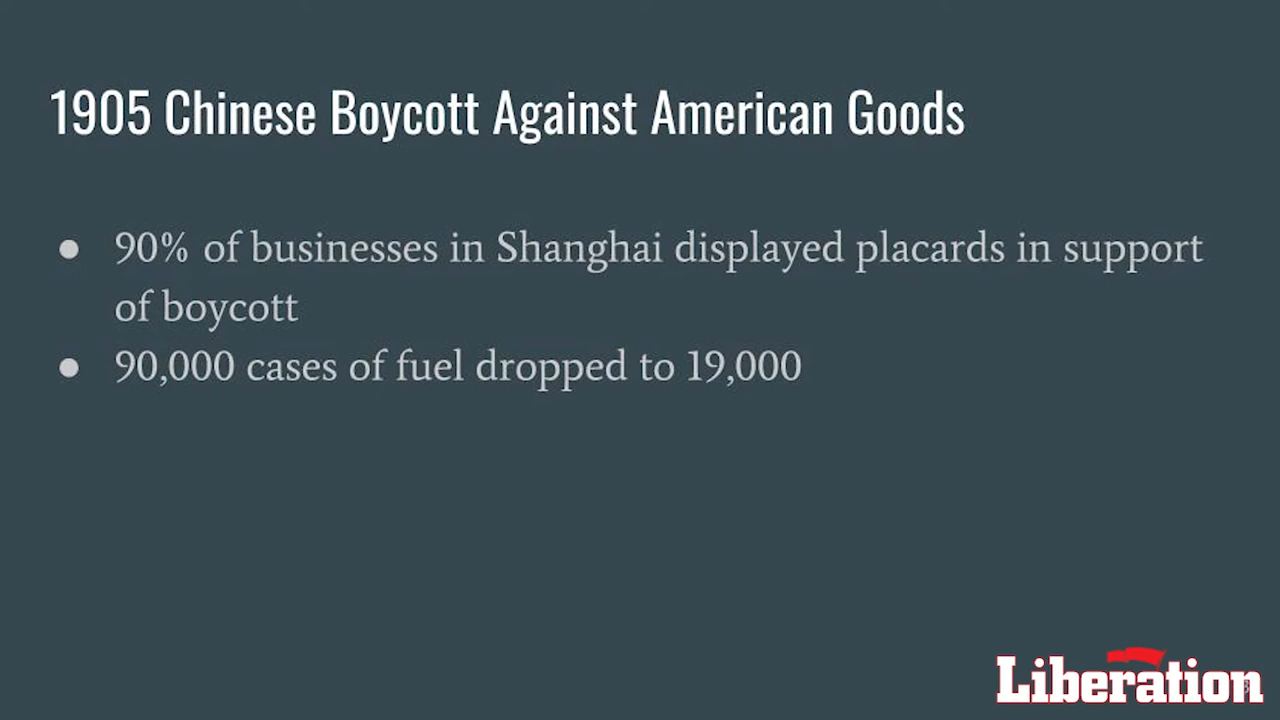 1905 Chinese Boycott Against American Goods
● 90% of businesses in Shanghai displayed placards in support
of boycott
● 90,000 cases of fuel dropped to 19,000
Liberation